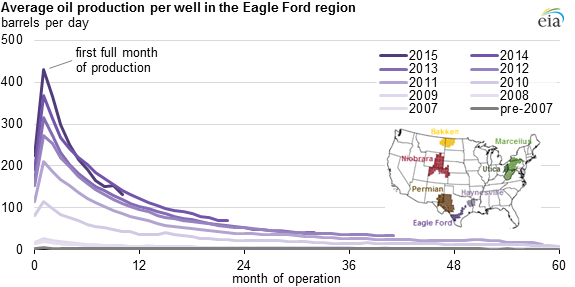 Average oil production per well in the Eagle Ford region
barrels per day
eia
500
400
300
200
100
0
first full month
of production
2015
2014
2013
2012
2011
2010
2009
2008
2007
pre-2007
Bakken
Marcellus
Niobrara
Utica
Permian
Haynesville
Eagle Ford
0
12
24
36
48
60
month of operation